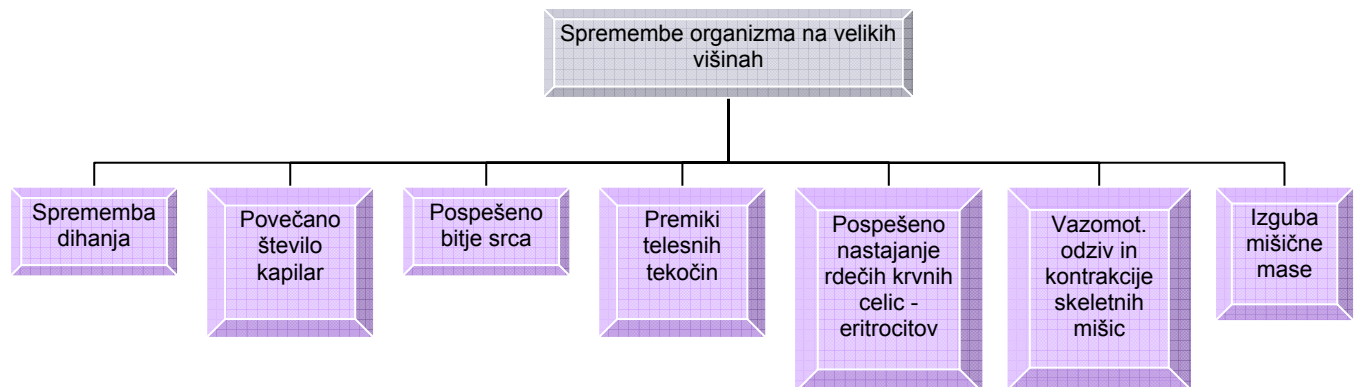 Spremembe organizma na velikih
višinah
Sprememba
dihanja
Povečano
število
kapilar
Pospešeno
bitje srca
Premiki
telesnih
tekočin
Pospešeno
nastajanje
rdečih krvnih
celic -
eritrocitov
Vazomot.
odziv in
kontrakcije
skeletnih
mišic
Izguba
mišične
mase